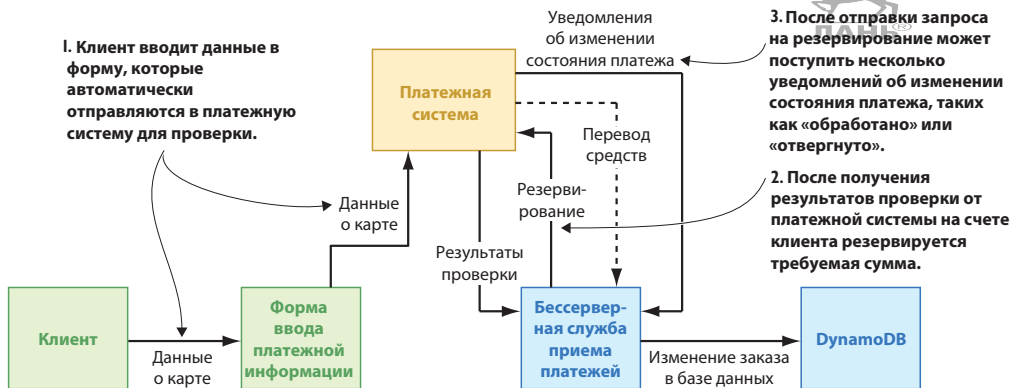 1. Клиент вводит данные в
форму, которые
автоматически
отправляются в платежную
систему для проверки.
Платежная
система
Уведомления
об изменении
состояния платежа
ЛАНЬ®
3. После отправки запроса
на резервирование может
поступить несколько
уведомлений об изменении
состояния платежа, таких
как «обработано» или
«отвергнуто».
Перевод
средств
Резерви-
рование
2. После получения
результатов проверки от
платежной системы на счете
клиента резервируется
требуемая сумма.
Данные
о карте
Результаты
проверки
Клиент
Данные
о карте
Форма
ввода
платежной
информации
Бессервер-
ная служба
приема
платежей
Изменение заказа
в базе данных
DynamoDB